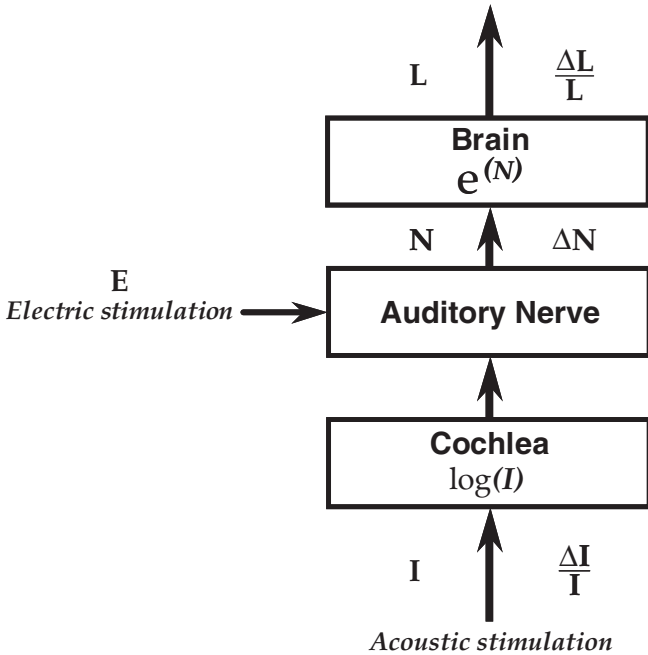 L ΔL/L
Brain
e^(N)
N ΔN
E
Electric stimulation
Auditory Nerve
Cochlea
log(I)
I ΔI/I
Acoustic stimulation